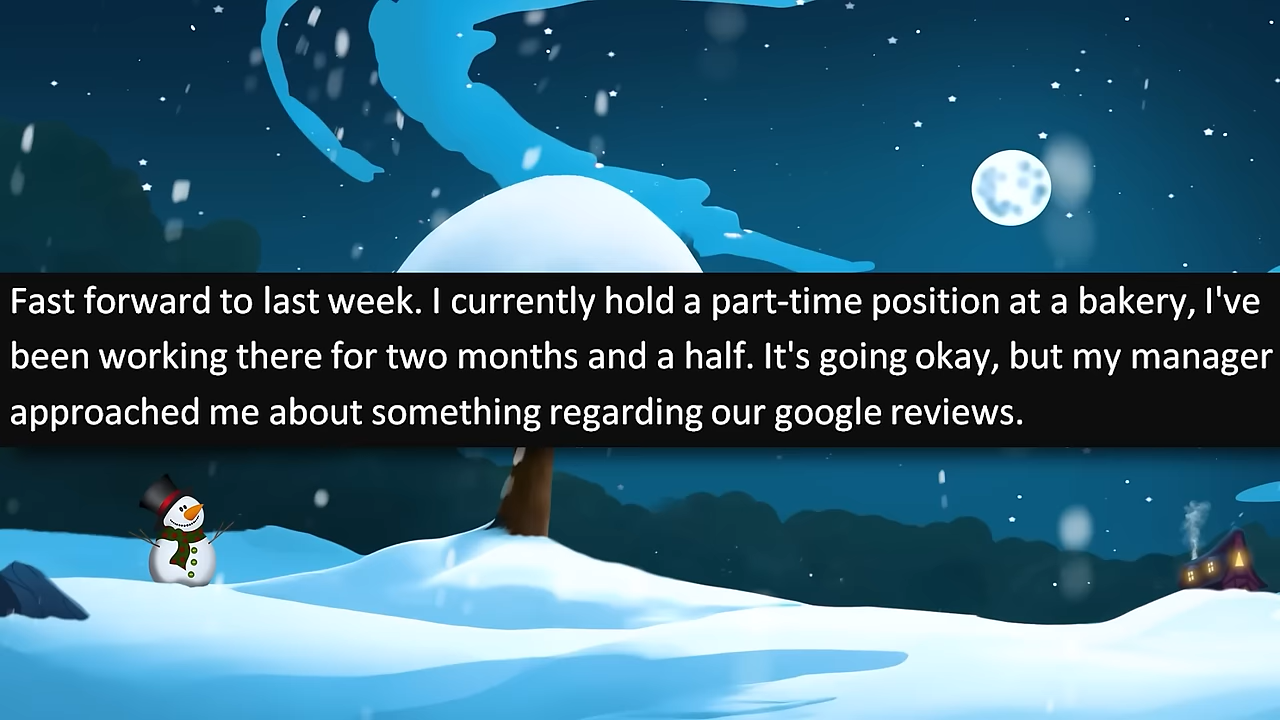 Fast forward to last week. I currently hold a part-time position at a bakery, I've
been working there for two months and a half. It's going okay, but my manager
approached me about something regarding our google reviews.